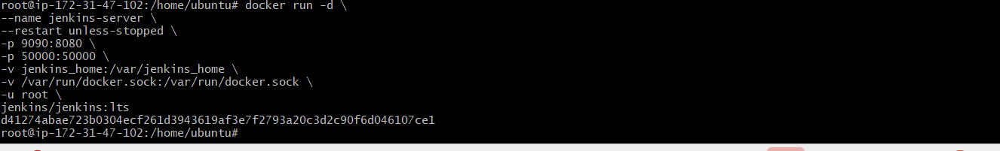 root@ip-172-31-47-102:/home/ubuntu# docker run -d \
--name jenkins-server \
--restart unless-stopped \
-p 9090:8080 \
-p 50000:50000 \
-v jenkins_home:/var/jenkins_home \
-v /var/run/docker.sock:/var/run/docker.sock \
-u root \
jenkins/jenkins:lts
d41274abae723b0304ecf261d3943619af3e7f2793a20c3d2c90f6d046107ce1
root@ip-172-31-47-102:/home/ubuntu#